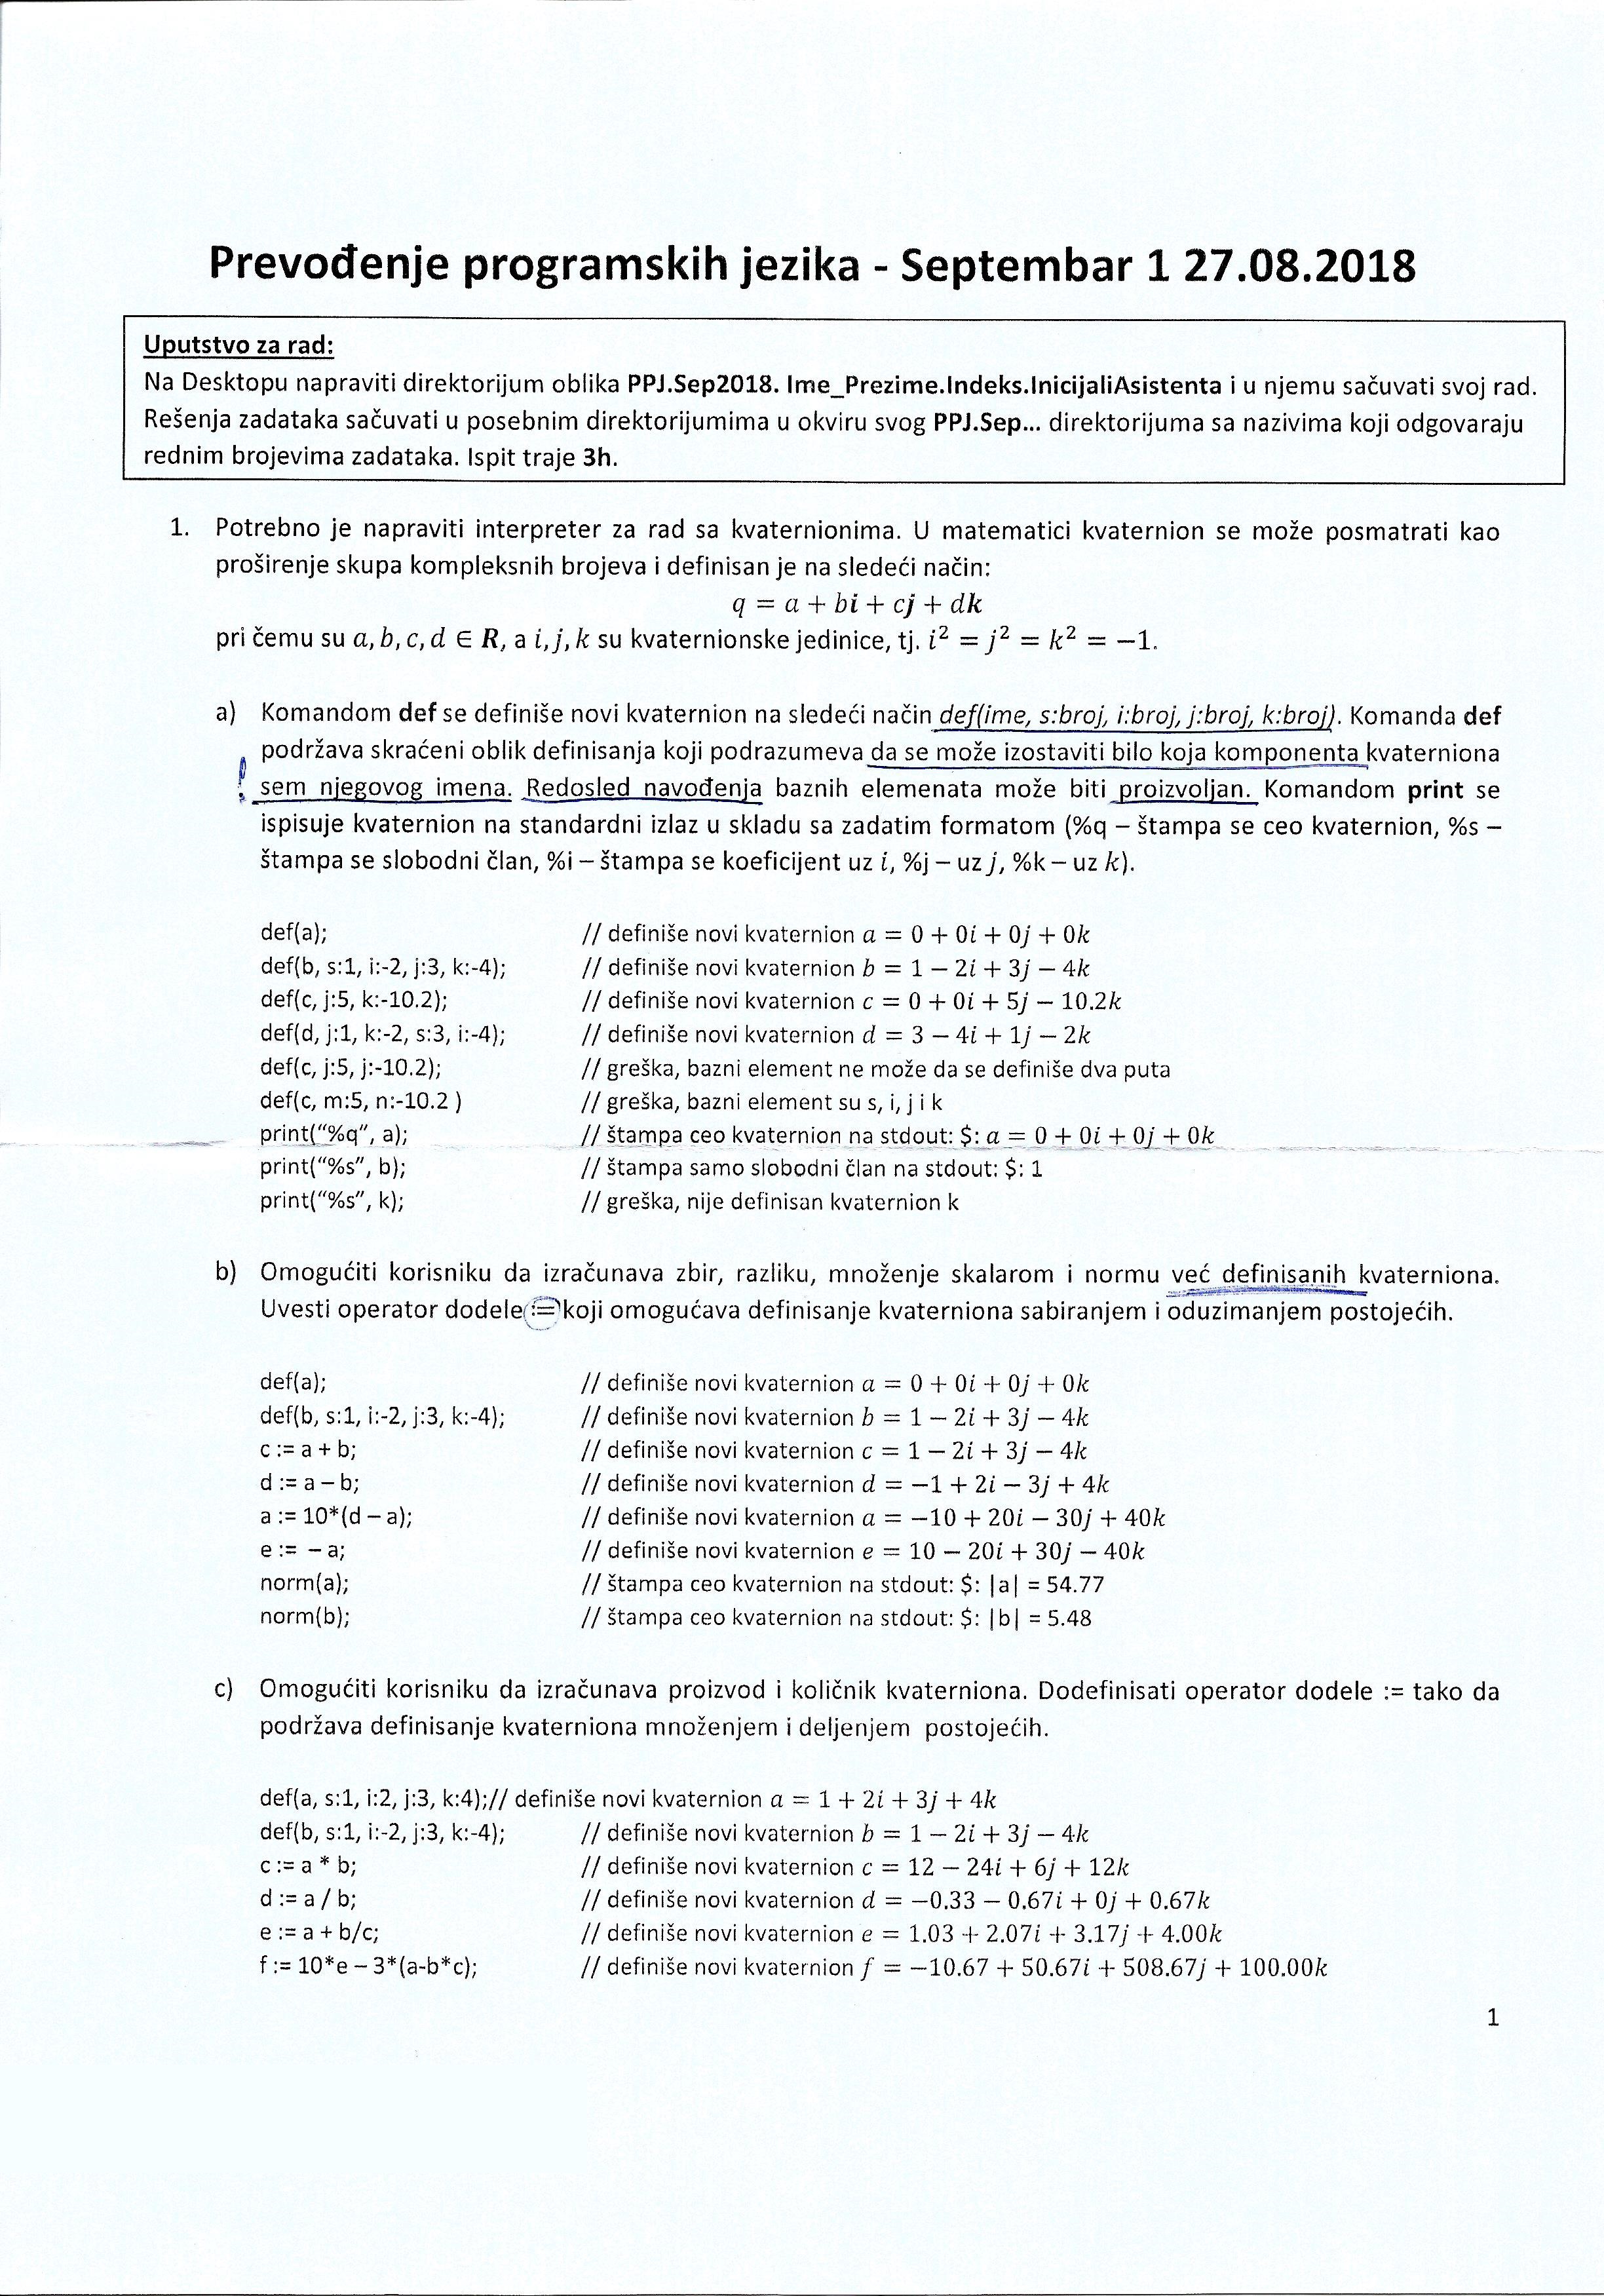 Prevođenje programskih jezika - Septembar 1 27.08.2018
Uputstvo za rad:
Na Desktopu napraviti direktorijum oblika PPJ.Sep2018. Ime_Prezime.Indeks.InicijaliAsistenta i u njemu sačuvati svoj rad.
Rešenja zadataka sačuvati u posebnim direktorijumima u okviru svog PPJ.Sep... direktorijuma sa nazivima koji odgovaraju
rednim brojevima zadataka. Ispit traje 3h.
1. Potrebno je napraviti interpreter za rad sa kvaternionima. U matematici kvaternion se može posmatrati kao
proširenje skupa kompleksnih brojeva i definisan je na sledeći način:
q = a + bi + cj + dk
pri čemu su a, b, c, d ∈ R, a i, j, k su kvaternionske jedinice, tj. i² = j² = k² = −1.
a) Komandom def se definiše novi kvaternion na sledeći način def(ime, s:broj, i:broj, j:broj, k:broj). Komanda def
podržava skraćeni oblik definisanja koji podrazumeva da se može izostaviti bilo koja komponenta kvaterniona
sem njegovog imena. Redosled navođenja baznih elemenata može biti proizvoljan. Komandom print se
ispisuje kvaternion na standardni izlaz u skladu sa zadatim formatom (%q – štampa se ceo kvaternion, %s –
štampa se slobodni član, %i – štampa se koeficijent uz i, %j – uz j, %k – uz k).
def(a); // definiše novi kvaternion a = 0 + 0i + 0j + 0k
def(b, s:1, i:-2, j:3, k:-4); // definiše novi kvaternion b = 1 − 2i + 3j − 4k
def(c, j:5, k:-10.2); // definiše novi kvaternion c = 0 + 0i + 5j − 10.2k
def(d, j:1, k:-2, s:3, i:-4); // definiše novi kvaternion d = 3 − 4i + 1j − 2k
def(c, j:5, j:-10.2); // greška, bazni element ne može da se definiše dva puta
def(c, m:5, n:-10.2 ) // greška, bazni element su s, i, j i k
print("%q", a); // štampa ceo kvaternion na stdout: $: a = 0 + 0i + 0j + 0k
print("%s", b); // štampa samo slobodni član na stdout: $: 1
print("%s", k); // greška, nije definisan kvaternion k
b) Omogućiti korisniku da izračunava zbir, razliku, množenje skalarom i normu već definisanih kvaterniona.
Uvesti operator dodele := koji omogućava definisanje kvaterniona sabiranjem i oduzimanjem postojećih.
def(a); // definiše novi kvaternion a = 0 + 0i + 0j + 0k
def(b, s:1, i:-2, j:3, k:-4); // definiše novi kvaternion b = 1 − 2i + 3j − 4k
c := a + b; // definiše novi kvaternion c = 1 − 2i + 3j − 4k
d := a – b; // definiše novi kvaternion d = −1 + 2i − 3j + 4k
a := 10*(d – a); // definiše novi kvaternion a = −10 + 20i − 30j + 40k
e := – a; // definiše novi kvaternion e = 10 − 20i + 30j − 40k
norm(a); // štampa ceo kvaternion na stdout: $: |a| = 54.77
norm(b); // štampa ceo kvaternion na stdout: $: |b| = 5.48
c) Omogućiti korisniku da izračunava proizvod i količnik kvaterniona. Dodefinisati operator dodele := tako da
podržava definisanje kvaterniona množenjem i deljenjem postojećih.
def(a, s:1, i:2, j:3, k:4);// definiše novi kvaternion a = 1 + 2i + 3j + 4k
def(b, s:1, i:-2, j:3, k:-4); // definiše novi kvaternion b = 1 − 2i + 3j − 4k
c := a * b; // definiše novi kvaternion c = 12 − 24i + 6j + 12k
d := a / b; // definiše novi kvaternion d = −0.33 − 0.67i + 0j + 0.67k
e := a + b/c; // definiše novi kvaternion e = 1.03 + 2.07i + 3.17j + 4.00k
f := 10*e – 3*(a-b*c); // definiše novi kvaternion f = −10.67 + 50.67i + 508.67j + 100.00k
1